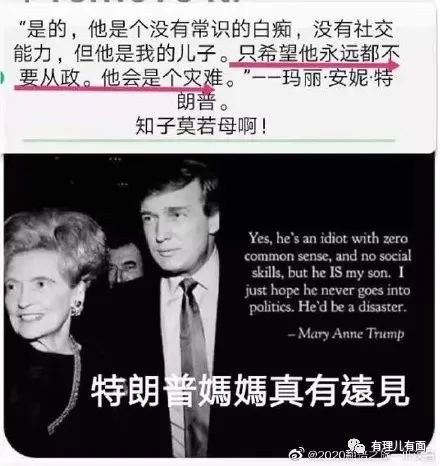 "是的，他是个没有常识的白痴，没有社交
能力，但他是我的儿子。只希望他永远都不
要从政。他会是个灾难。"——玛丽·安妮·特
朗普。
知子莫若母啊！
Yes, he's an idiot with zero
common sense, and no social
skills, but he IS my son. I
just hope he never goes into
politics. He'd be a disaster.
– Mary Anne Trump
特朗普媽媽真有遠見
有理儿有面
@2020